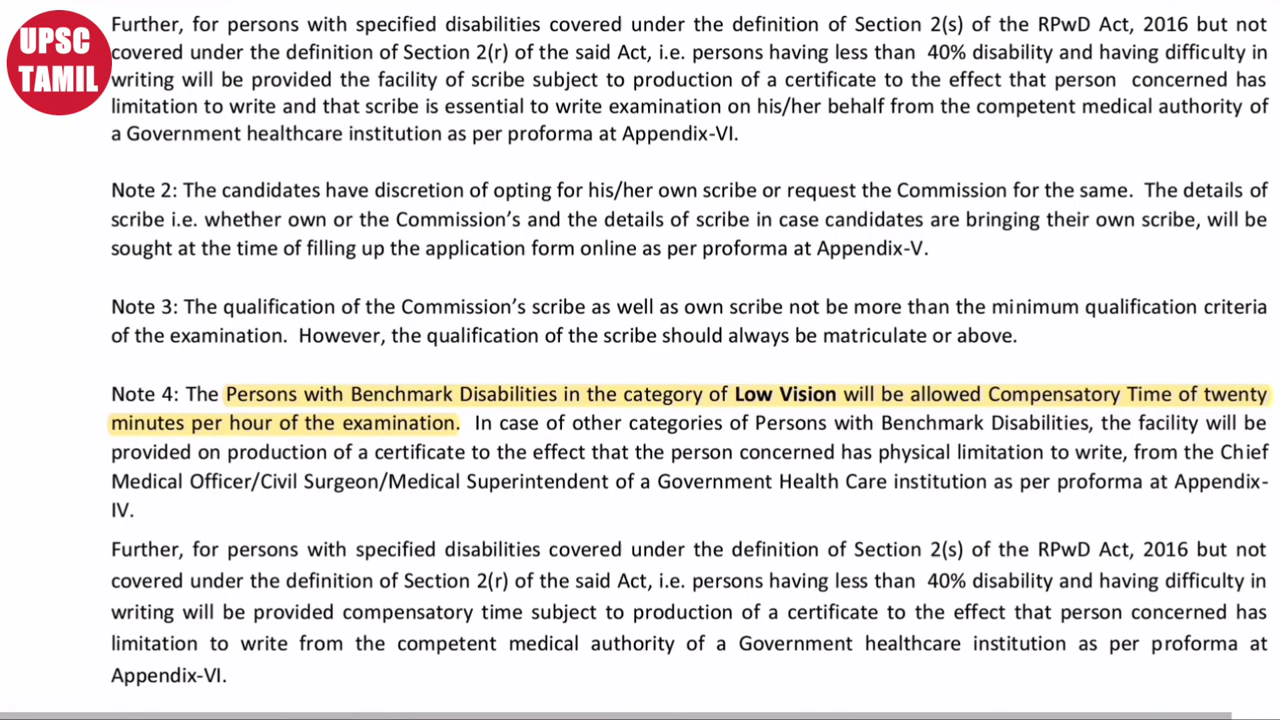 UPSC
TAMIL
Further, for persons with specified disabilities covered under the definition of Section 2(s) of the RPwD Act, 2016 but not
covered under the definition of Section 2(r) of the said Act, i.e. persons having less than 40% disability and having difficulty in
writing will be provided the facility of scribe subject to production of a certificate to the effect that person concerned has
limitation to write and that scribe is essential to write examination on his/her behalf from the competent medical authority of
a Government healthcare institution as per proforma at Appendix-VI.
Note 2: The candidates have discretion of opting for his/her own scribe or request the Commission for the same. The details of
scribe i.e. whether own or the Commission's and the details of scribe in case candidates are bringing their own scribe, will be
sought at the time of filling up the application form online as per proforma at Appendix-V.
Note 3: The qualification of the Commission's scribe as well as own scribe not be more than the minimum qualification criteria
of the examination. However, the qualification of the scribe should always be matriculate or above.
Note 4: The Persons with Benchmark Disabilities in the category of Low Vision will be allowed Compensatory Time of twenty
minutes per hour of the examination. In case of other categories of Persons with Benchmark Disabilities, the facility will be
provided on production of a certificate to the effect that the person concerned has physical limitation to write, from the Chief
Medical Officer/Civil Surgeon/Medical Superintendent of a Government Health Care institution as per proforma at Appendix-
IV.
Further, for persons with specified disabilities covered under the definition of Section 2(s) of the RPwD Act, 2016 but not
covered under the definition of Section 2(r) of the said Act, i.e. persons having less than 40% disability and having difficulty in
writing will be provided compensatory time subject to production of a certificate to the effect that person concerned has
limitation to write from the competent medical authority of a Government healthcare institution as per proforma at
Appendix-VI.